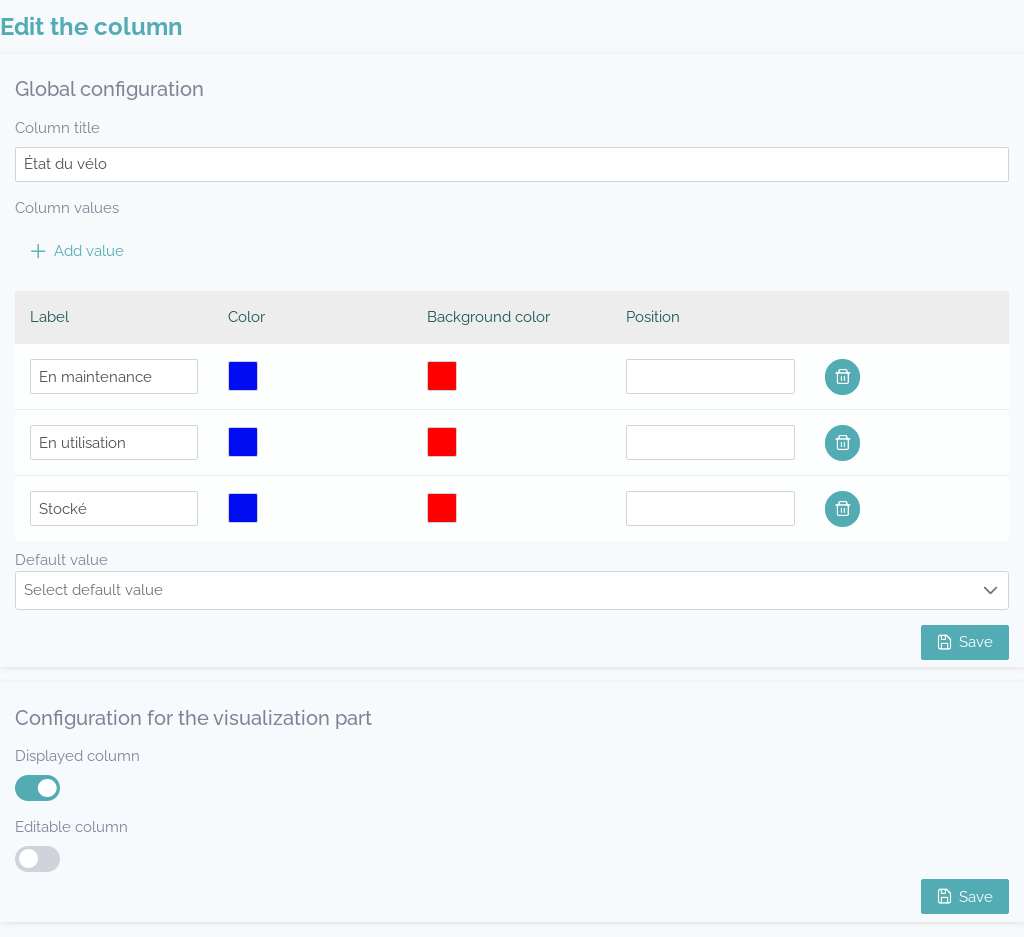 Edit the column
Global configuration
Column title
État du vélo
Column values
Add value
Label Color Background color Position
En maintenance
En utilisation
Stocké
Default value
Select default value
Save
Configuration for the visualization part
Displayed column
Editable column
Save